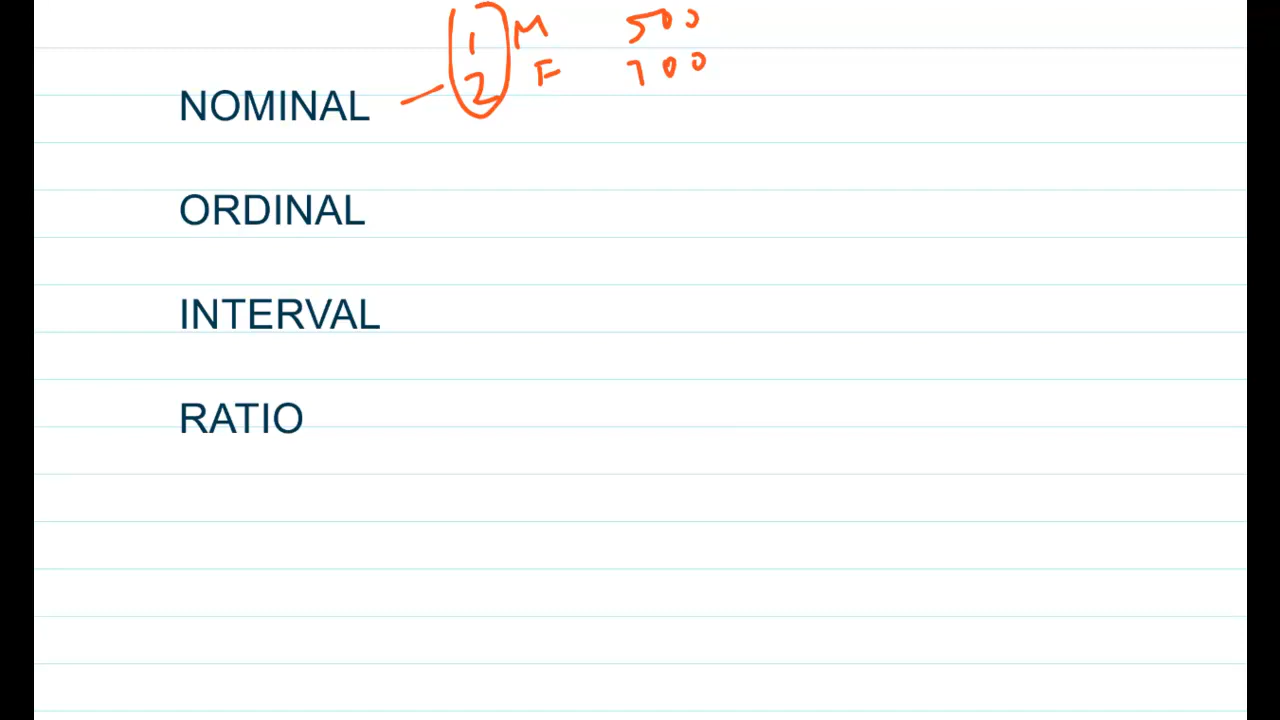 1 M 500
2 F 700
NOMINAL
ORDINAL
INTERVAL
RATIO